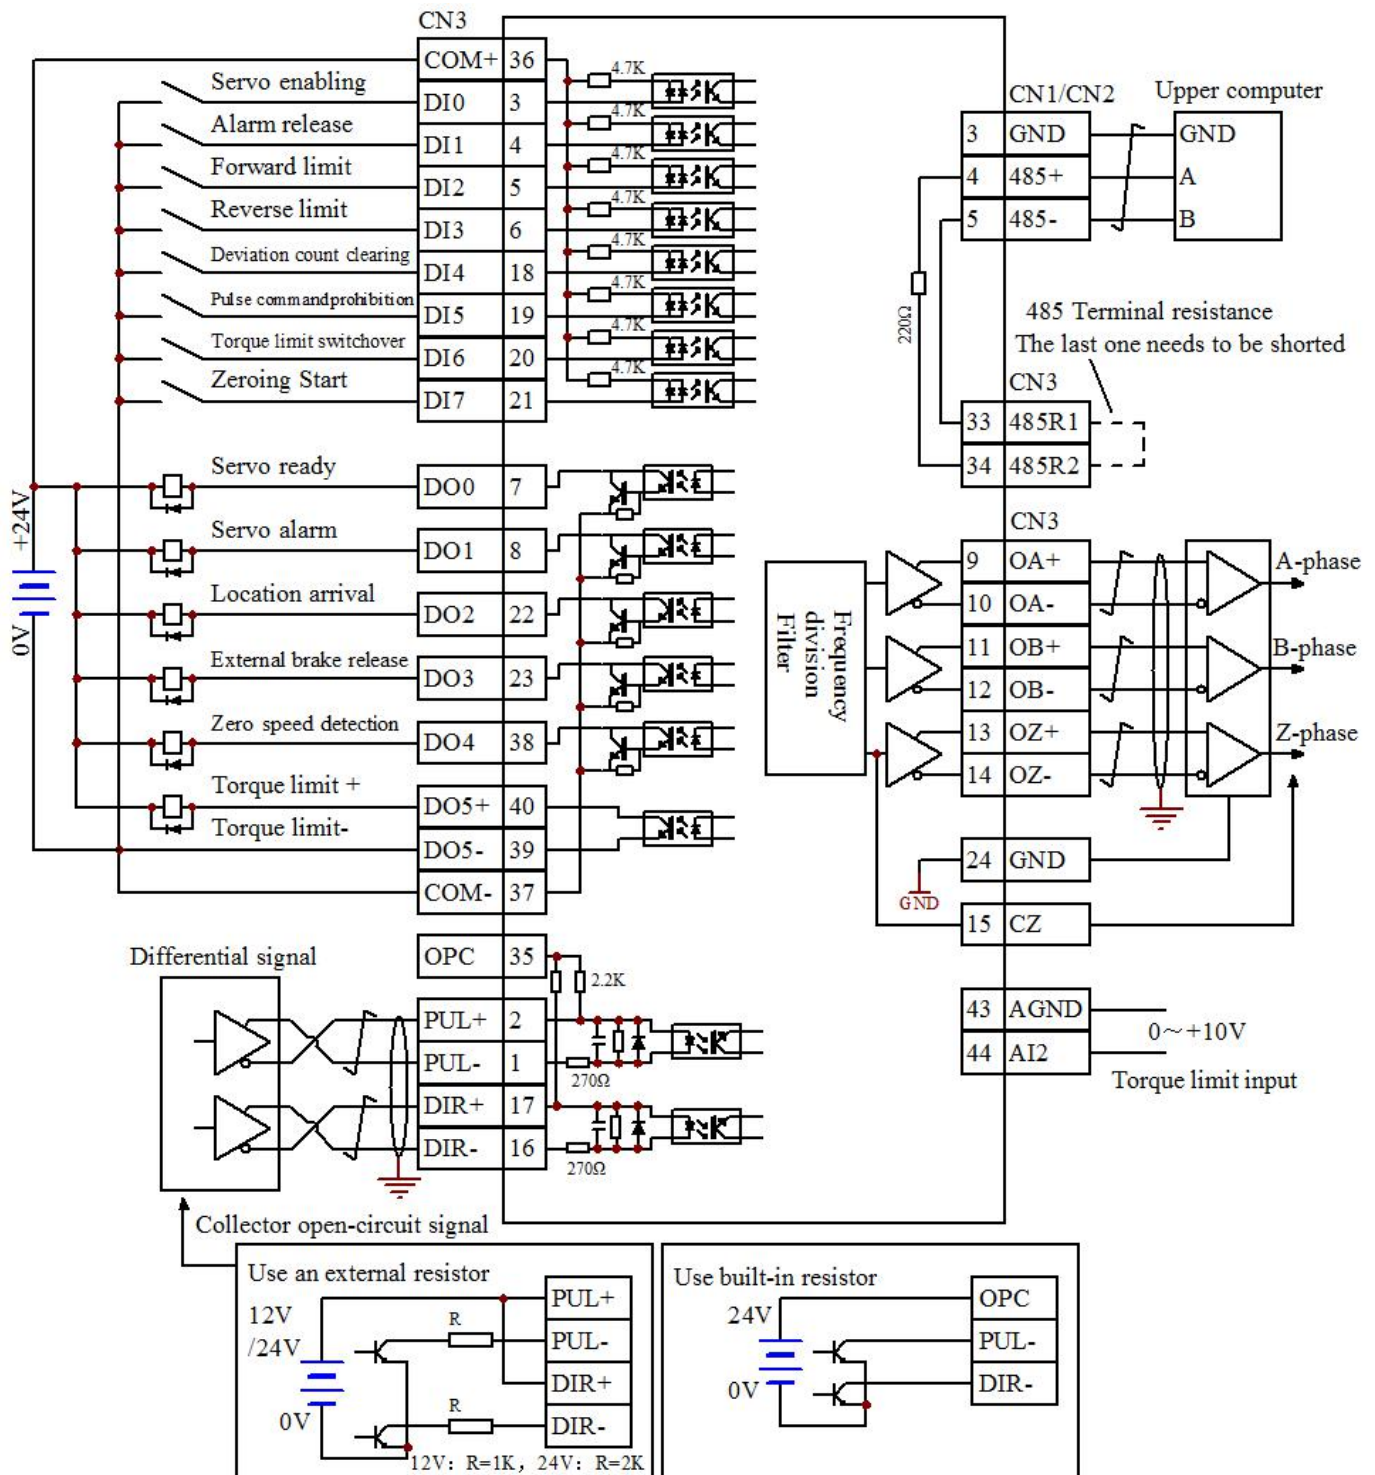 CN3
COM+ 36
4.7K
Servo enabling
DI0 3
4.7K
Alarm release
DI1 4
4.7K
Forward limit
DI2 5
4.7K
Reverse limit
DI3 6
4.7K
Deviation count clearing
DI4 18
4.7K
Pulse commandprohibition
DI5 19
4.7K
Torque limit switchover
DI6 20
4.7K
Zeroing Start
DI7 21
Servo ready
DO0 7
Servo alarm
DO1 8
Location arrival
DO2 22
External brake release
DO3 23
Zero speed detection
DO4 38
Torque limit +
DO5+ 40
Torque limit-
DO5- 39
COM- 37
+24V
0V
OPC 35
2.2K
Differential signal
PUL+ 2
PUL- 1
270Ω
DIR+ 17
DIR- 16
270Ω
CN1/CN2
Upper computer
3 GND GND
4 485+ A
5 485- B
220Ω
485 Terminal resistance
The last one needs to be shorted
CN3
33 485R1
34 485R2
CN3
Frequency
division
Filter
9 OA+
A-phase
10 OA-
11 OB+
B-phase
12 OB-
13 OZ+
Z-phase
14 OZ-
24 GND
GND
15 CZ
43 AGND
0～+10V
44 AI2
Torque limit input
Collector open-circuit signal
Use an external resistor
12V
/24V
0V
R
R
PUL+
PUL-
DIR+
DIR-
12V: R=1K, 24V: R=2K
Use built-in resistor
24V
0V
OPC
PUL-
DIR-